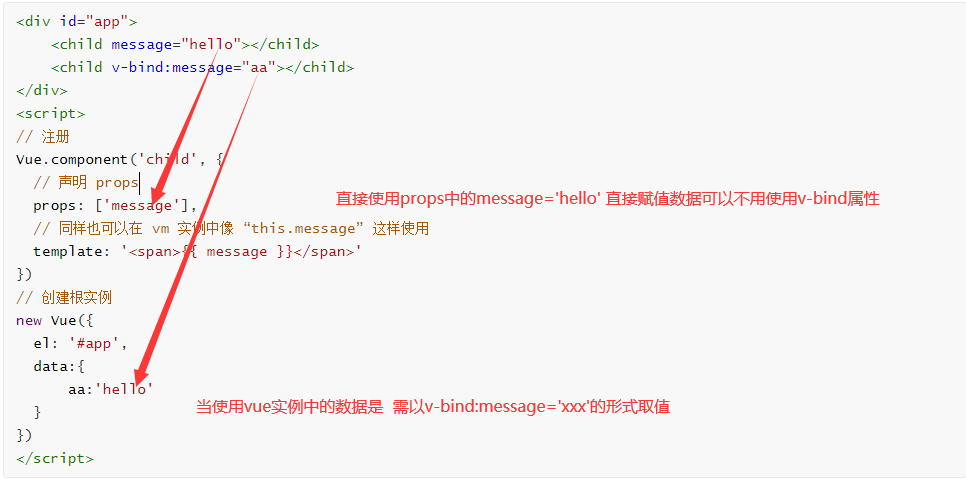 <div id="app">
    <child message="hello"></child>
    <child v-bind:message="aa"></child>
</div>
<script>
// 注册
Vue.component('child', {
  // 声明 props
  props: ['message'],
直接使用props中的message='hello' 直接赋值数据可以不用使用v-bind属性
  // 同样也可以在 vm 实例中像 “this.message” 这样使用
  template: '<span>{{ message }}</span>'
})
// 创建根实例
new Vue({
  el: '#app',
  data:{
      aa:'hello'
当使用vue实例中的数据是 需以v-bind:message='xxx'的形式取值
  }
})
</script>